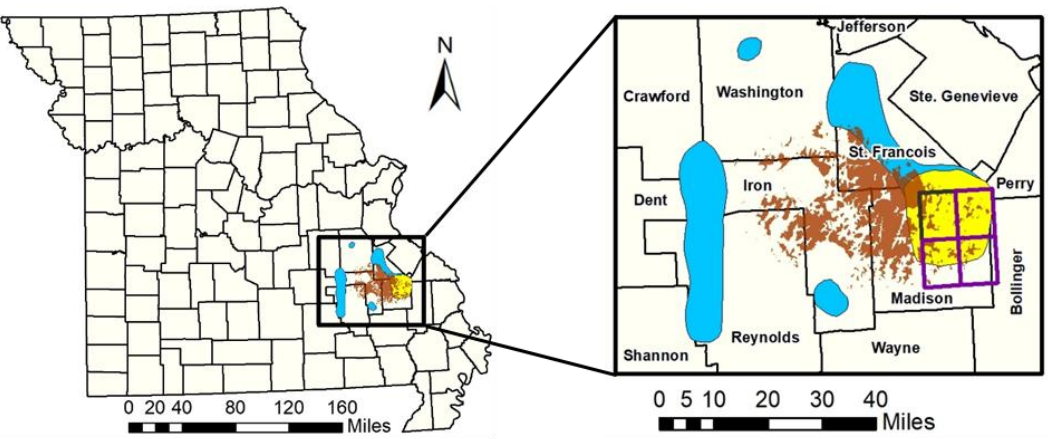 N
0 20 40 80 120 160
Miles
Jefferson
Crawford
Washington
Ste. Genevieve
St. Francois
Dent
Iron
Perry
Bollinger
Madison
Reynolds
Shannon
Wayne
0 5 10 20 30 40
Miles